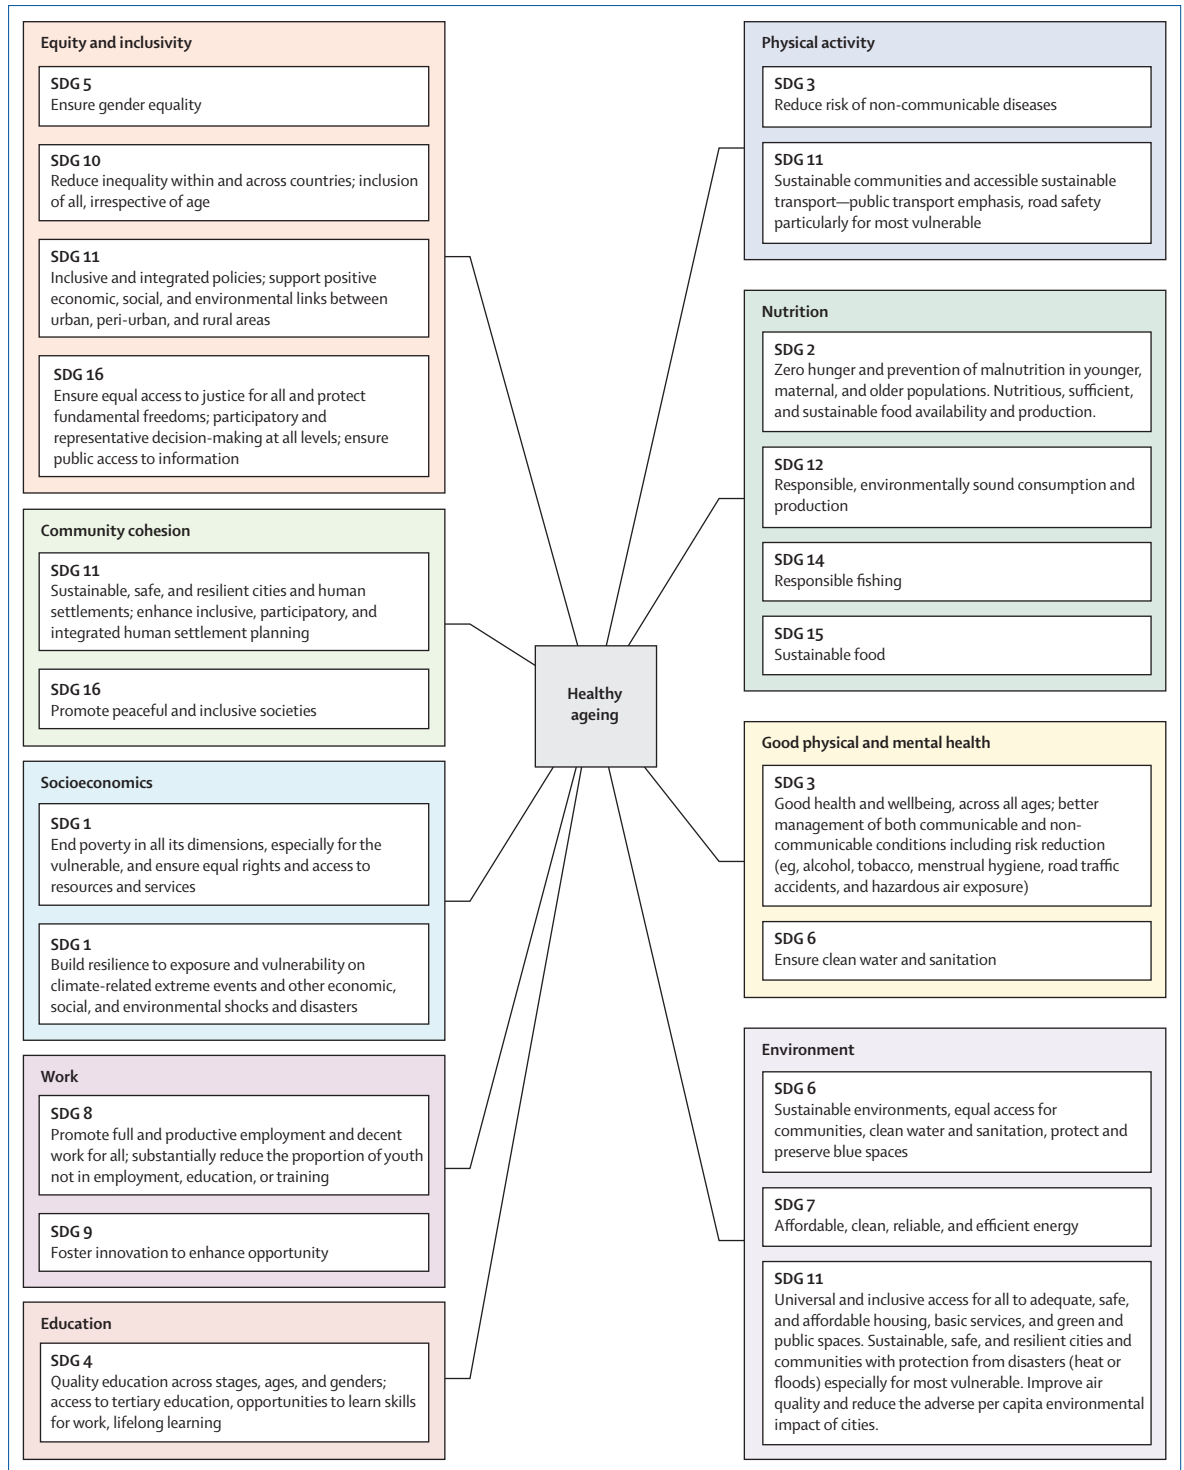 Equity and inclusivity
SDG 5
Ensure gender equality
SDG 10
Reduce inequality within and across countries; inclusion
of all, irrespective of age
SDG 11
Inclusive and integrated policies; support positive
economic, social, and environmental links between
urban, peri-urban, and rural areas
SDG 16
Ensure equal access to justice for all and protect
fundamental freedoms; participatory and
representative decision-making at all levels; ensure
public access to information
Community cohesion
SDG 11
Sustainable, safe, and resilient cities and human
settlements; enhance inclusive, participatory, and
integrated human settlement planning
SDG 16
Promote peaceful and inclusive societies
Socioeconomics
SDG 1
End poverty in all its dimensions, especially for the
vulnerable, and ensure equal rights and access to
resources and services
SDG 1
Build resilience to exposure and vulnerability on
climate-related extreme events and other economic,
social, and environmental shocks and disasters
Work
SDG 8
Promote full and productive employment and decent
work for all; substantially reduce the proportion of youth
not in employment, education, or training
SDG 9
Foster innovation to enhance opportunity
Education
SDG 4
Quality education across stages, ages, and genders;
access to tertiary education, opportunities to learn skills
for work, lifelong learning
Healthy
ageing
Physical activity
SDG 3
Reduce risk of non-communicable diseases
SDG 11
Sustainable communities and accessible sustainable
transport—public transport emphasis, road safety
particularly for most vulnerable
Nutrition
SDG 2
Zero hunger and prevention of malnutrition in younger,
maternal, and older populations. Nutritious, sufficient,
and sustainable food availability and production.
SDG 12
Responsible, environmentally sound consumption and
production
SDG 14
Responsible fishing
SDG 15
Sustainable food
Good physical and mental health
SDG 3
Good health and wellbeing, across all ages; better
management of both communicable and non-
communicable conditions including risk reduction
(eg, alcohol, tobacco, menstrual hygiene, road traffic
accidents, and hazardous air exposure)
SDG 6
Ensure clean water and sanitation
Environment
SDG 6
Sustainable environments, equal access for
communities, clean water and sanitation, protect and
preserve blue spaces
SDG 7
Affordable, clean, reliable, and efficient energy
SDG 11
Universal and inclusive access for all to adequate, safe,
and affordable housing, basic services, and green and
public spaces. Sustainable, safe, and resilient cities and
communities with protection from disasters (heat or
floods) especially for most vulnerable. Improve air
quality and reduce the adverse per capita environmental
impact of cities.